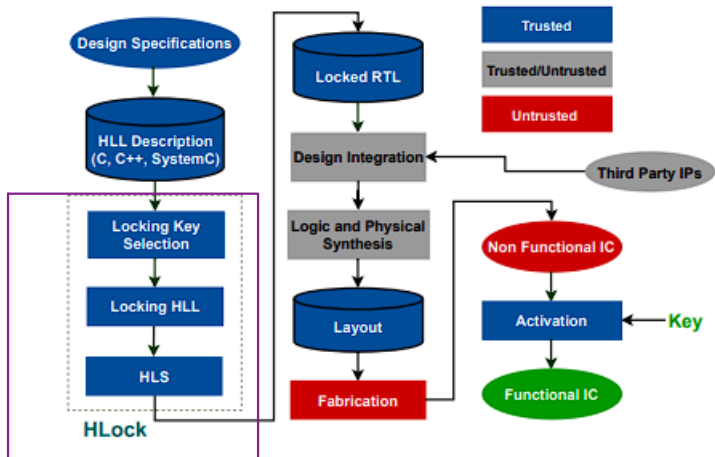 Design Specifications
HLL Description
(C, C++, SystemC)
Locking Key
Selection
Locking HLL
HLS
HLock
Locked RTL
Design Integration
Logic and Physical
Synthesis
Layout
Fabrication
Trusted
Trusted/Untrusted
Untrusted
Third Party IPs
Non Functional IC
Activation
Key
Functional IC